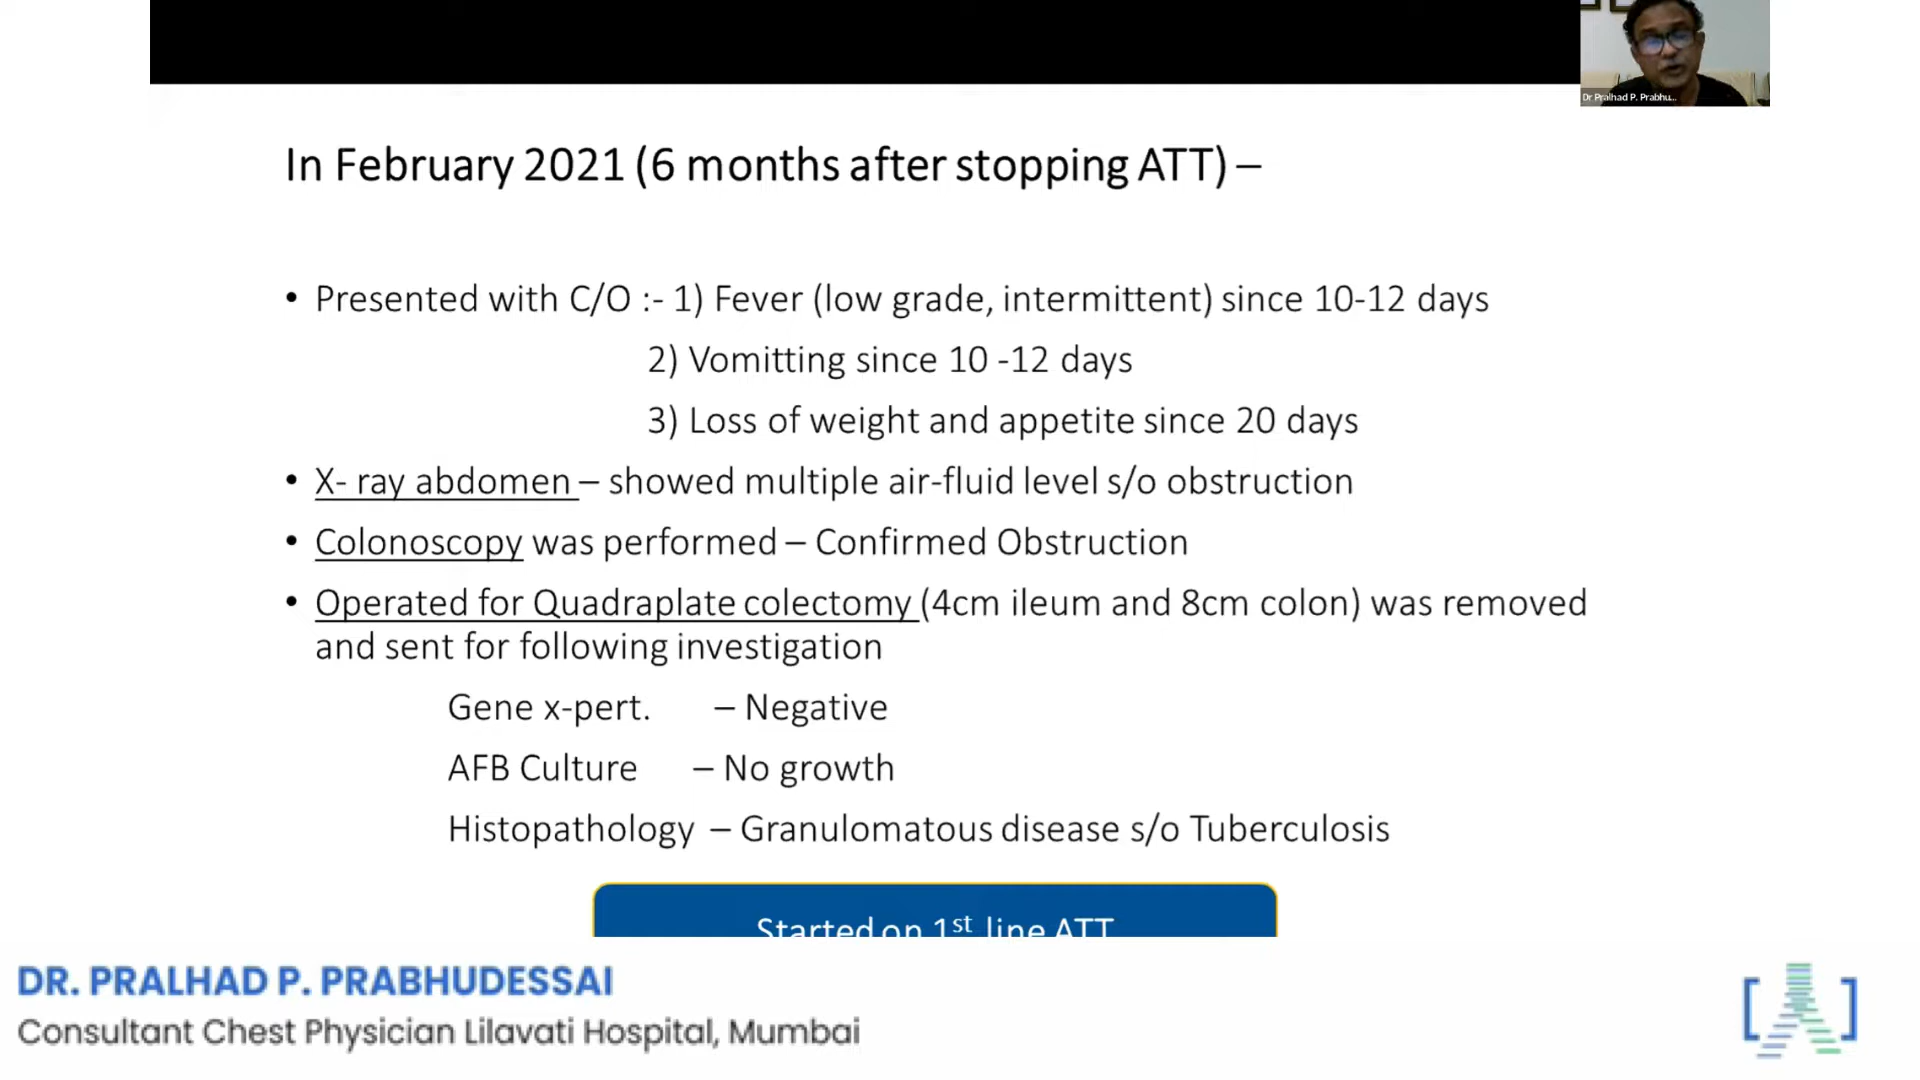 Dr Pralhad P. Prabhu...
In February 2021 (6 months after stopping ATT) –
• Presented with C/O :- 1) Fever (low grade, intermittent) since 10-12 days
2) Vomitting since 10 -12 days
3) Loss of weight and appetite since 20 days
• X- ray abdomen – showed multiple air-fluid level s/o obstruction
• Colonoscopy was performed – Confirmed Obstruction
• Operated for Quadraplate colectomy (4cm ileum and 8cm colon) was removed
and sent for following investigation
Gene x-pert. – Negative
AFB Culture – No growth
Histopathology – Granulomatous disease s/o Tuberculosis
Started on 1st line ATT
DR. PRALHAD P. PRABHUDESSAI
Consultant Chest Physician Lilavati Hospital, Mumbai